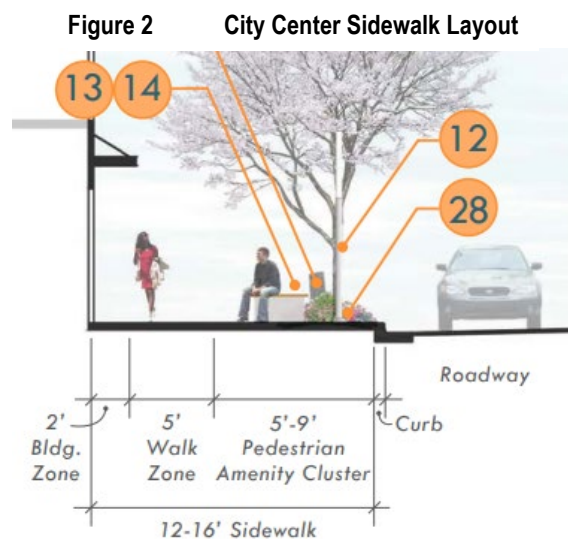 Figure 2 City Center Sidewalk Layout
13 14
12
28
Roadway
2' 5' 5'-9' Curb
Bldg. Walk Pedestrian
Zone Zone Amenity Cluster
12-16' Sidewalk